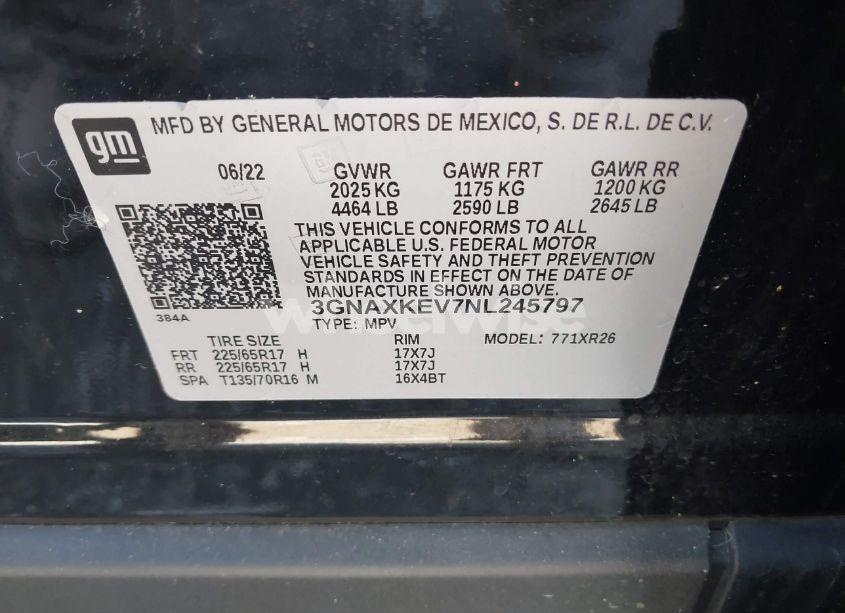 gm
MFD BY GENERAL MOTORS DE MEXICO, S. DE R.L. DE C.V.
06/22 GVWR GAWR FRT GAWR RR
2025 KG 1175 KG 1200 KG
4464 LB 2590 LB 2645 LB
THIS VEHICLE CONFORMS TO ALL
APPLICABLE U.S. FEDERAL MOTOR
VEHICLE SAFETY AND THEFT PREVENTION
STANDARDS IN EFFECT ON THE DATE OF
MANUFACTURE SHOWN ABOVE.
384A
3GNAXKEV7NL245797
TYPE: MPV MODEL: 771XR26
TIRE SIZE RIM
FRT 225/65R17 H 17X7J
RR 225/65R17 H 17X7J
SPA T135/70R16 M 16X4BT